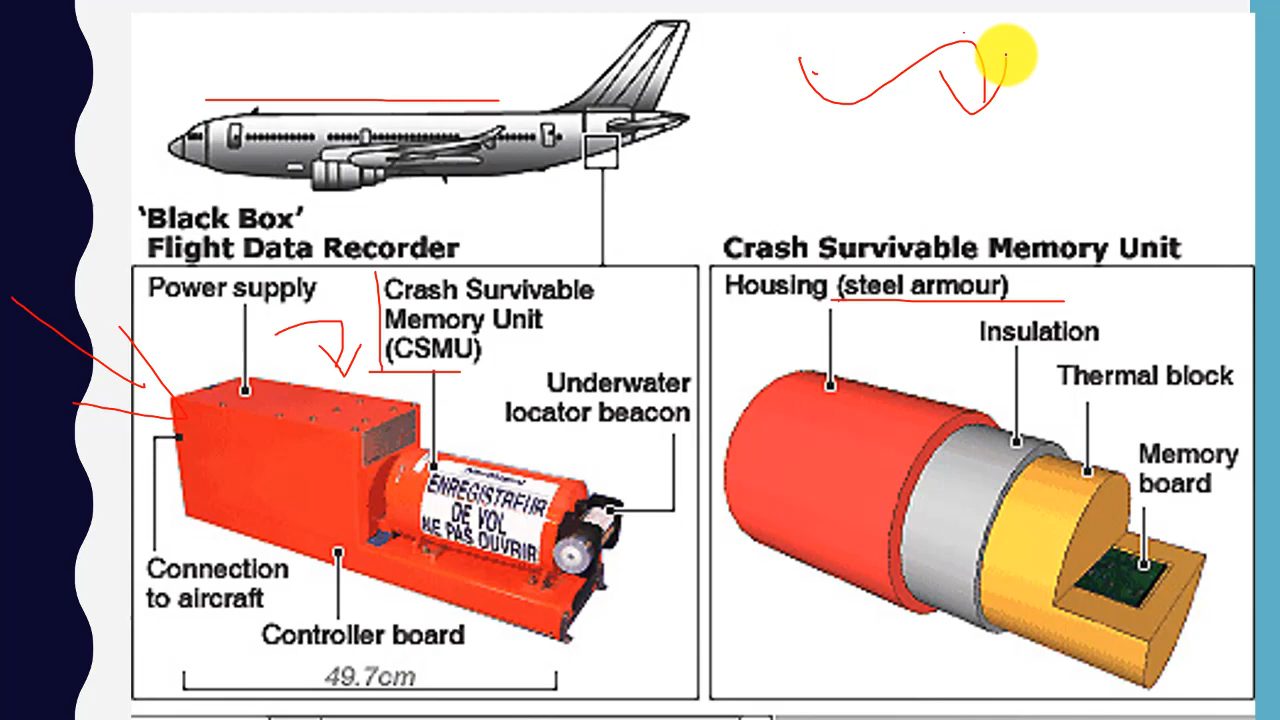 'Black Box'
Flight Data Recorder
Power supply
Crash Survivable
Memory Unit
(CSMU)
Underwater
locator beacon
ENREGISTREUR
DE VOL
NE PAS OUVRIR
Connection
to aircraft
Controller board
49.7cm
Crash Survivable Memory Unit
Housing (steel armour)
Insulation
Thermal block
Memory
board